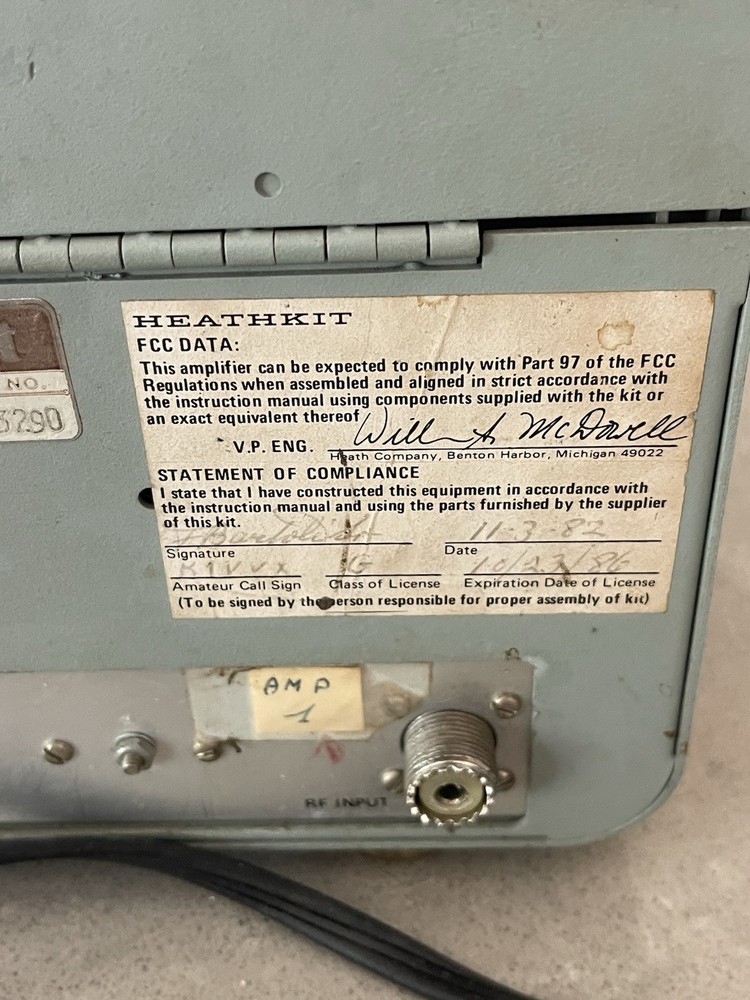 HEATHKIT
FCC DATA:
This amplifier can be expected to comply with Part 97 of the FCC
Regulations when assembled and aligned in strict accordance with
the instruction manual using components supplied with the kit or
an exact equivalent thereof
V.P. ENG. McDowell
Heath Company, Benton Harbor, Michigan 49022
STATEMENT OF COMPLIANCE
I state that I have constructed this equipment in accordance with
the instruction manual and using the parts furnished by the supplier
of this kit.
11-3-82
Signature Date
G 10/23/86
Amateur Call Sign Class of License Expiration Date of License
(To be signed by the person responsible for proper assembly of kit)
NO.
3290
AMP
1
RF INPUT